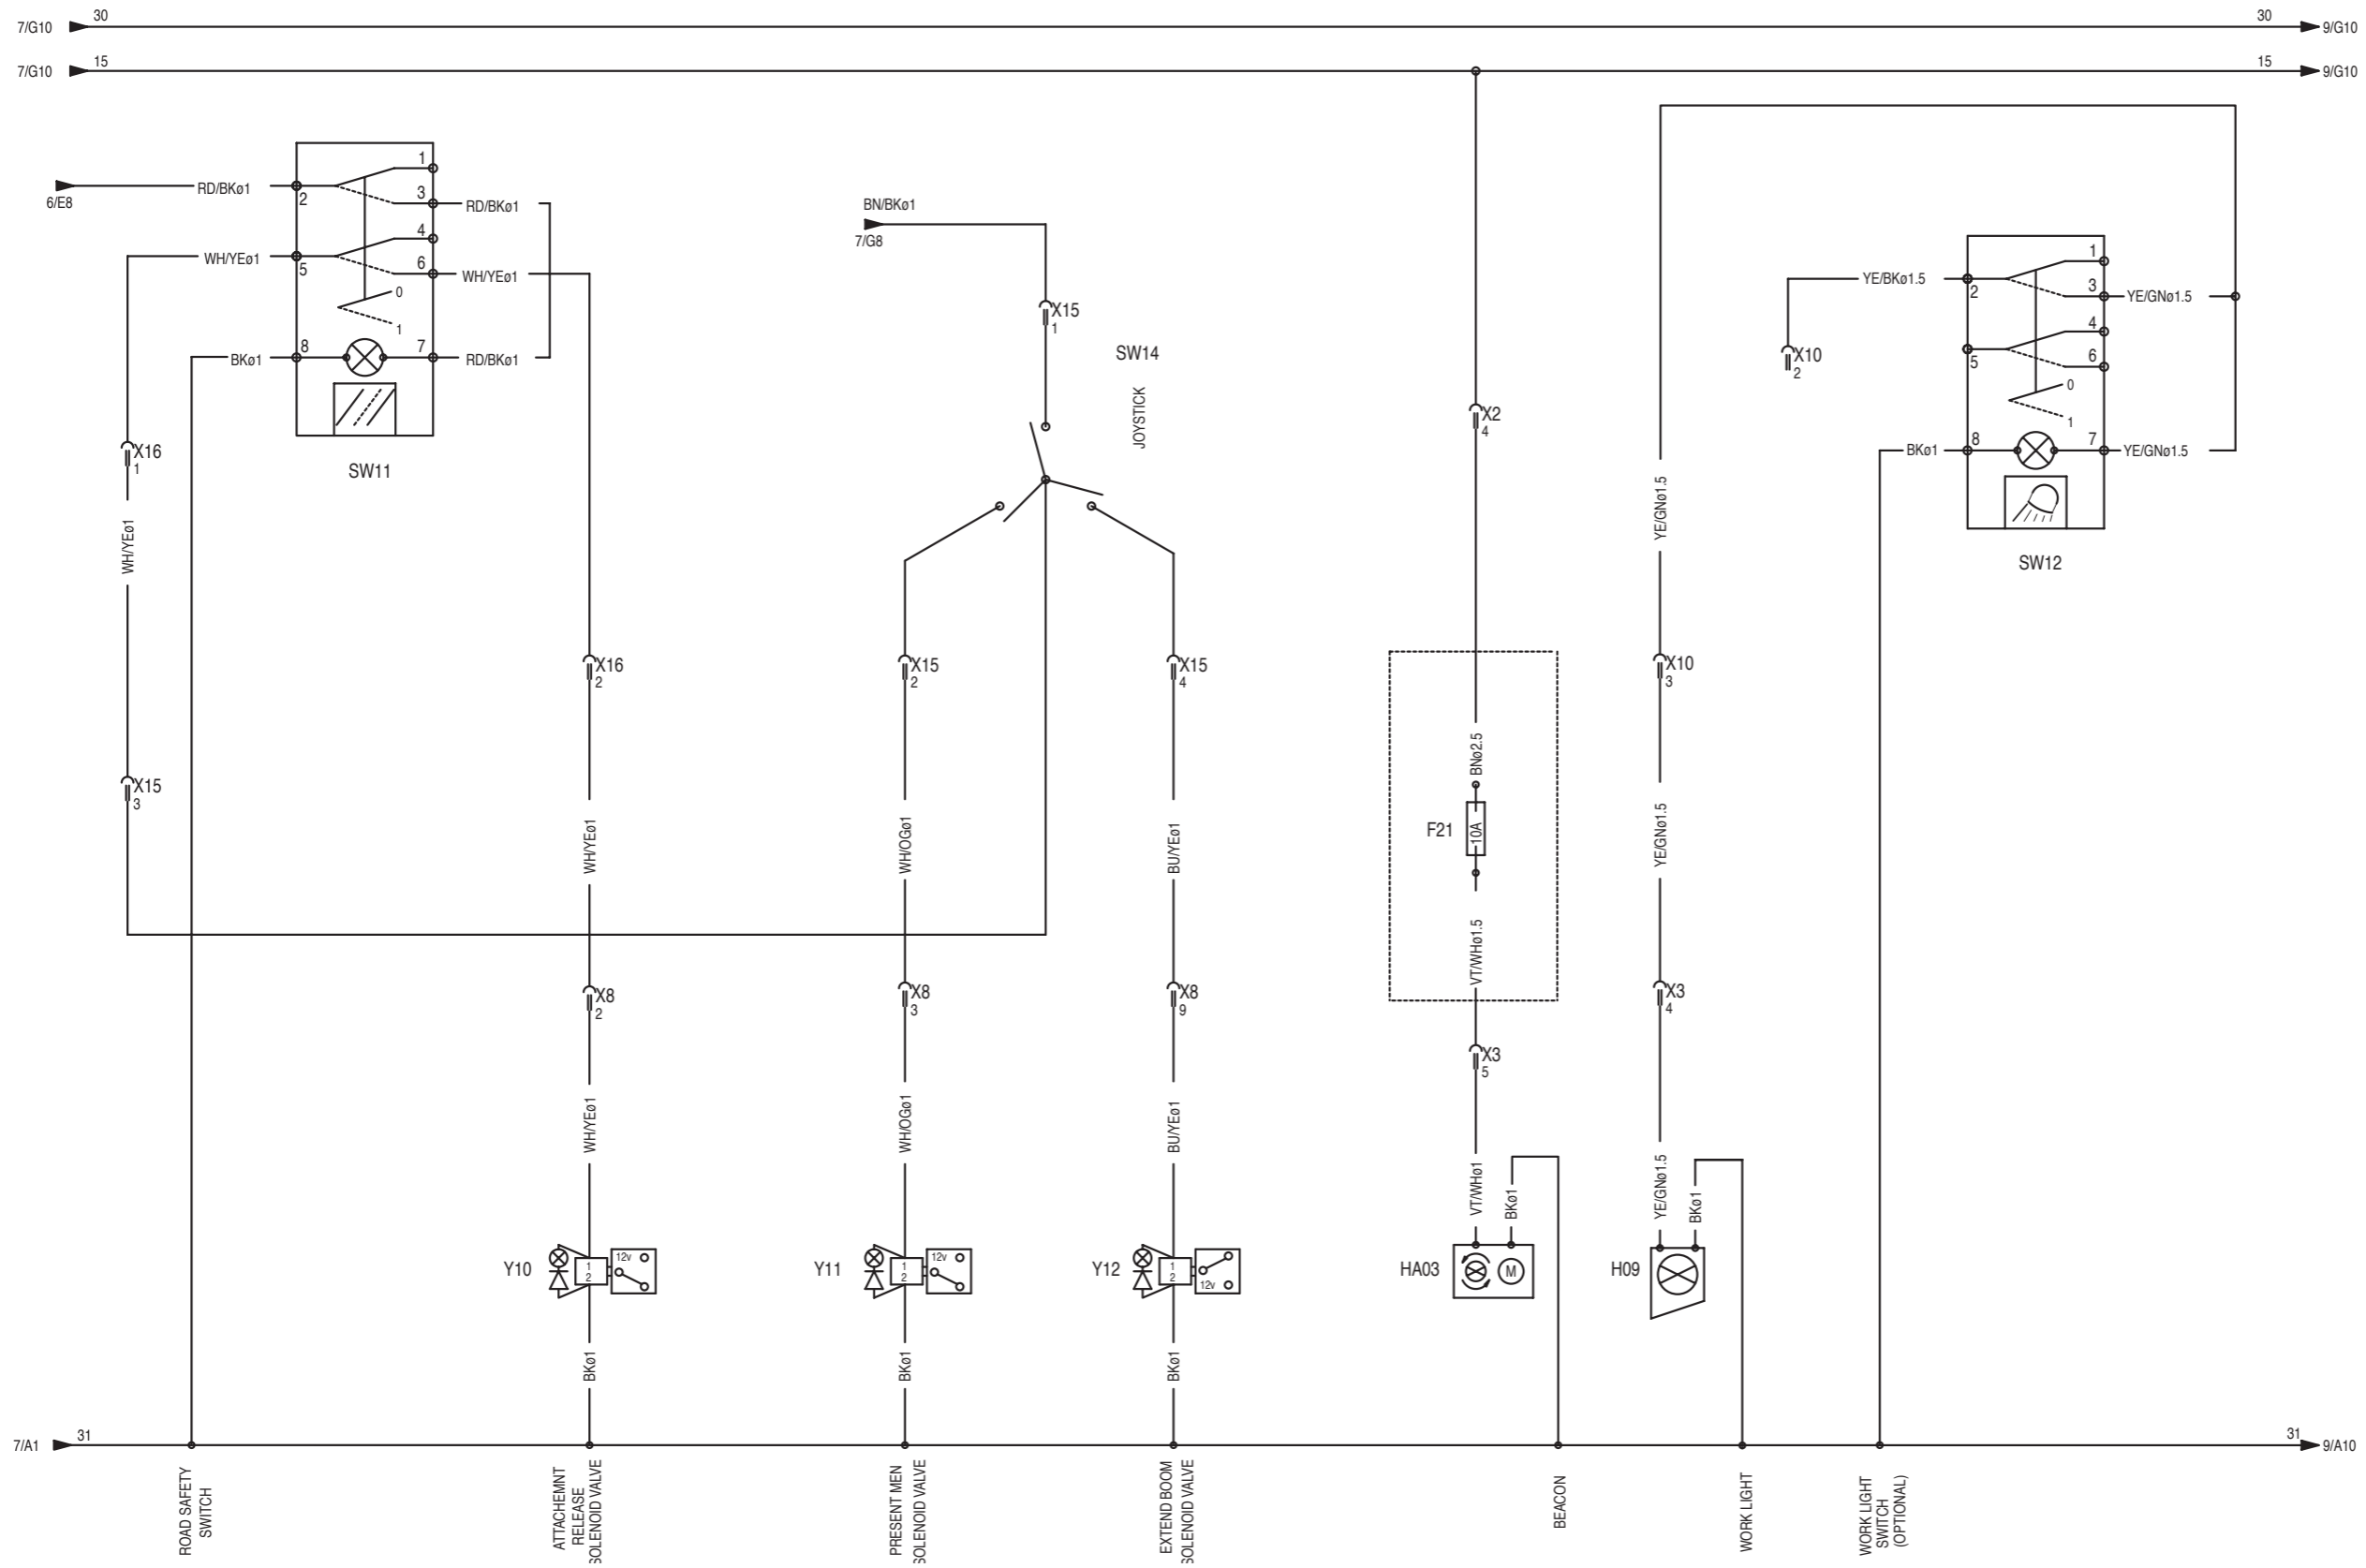 30
7/G10
30
9/G10
15
7/G10
15
9/G10
6/E8
RD/BKø1
2
1
3
RD/BKø1
WH/YEø1
5
4
6
WH/YEø1
0
1
BKø1
8
7
RD/BKø1
SW11
X16
1
WH/YEø1
X15
3
BN/BKø1
7/G8
X15
1
SW14
JOYSTICK
X16
2
X15
2
X15
4
WH/YEø1
WH/OGø1
BU/YEø1
X8
2
X8
3
X8
9
WH/YEø1
WH/OGø1
BU/YEø1
Y10
1
2
12v
Y11
1
2
12v
Y12
1
2
12v
BKø1
BKø1
BKø1
X2
4
BNø2.5
F21
10A
VT/WHø1.5
X3
5
VT/WHø1
BKø1
HA03
M
YE/GNø1.5
X10
3
YE/GNø1.5
X3
4
YE/GNø1.5
BKø1
H09
YE/BKø1.5
X10
2
2
1
3
YE/GNø1.5
5
4
6
0
1
BKø1
8
7
YE/GNø1.5
SW12
7/A1
31
31
9/A10
ROAD SAFETY
SWITCH
ATTACHEMNT
RELEASE
SOLENOID VALVE
PRESENT MEN
SOLENOID VALVE
EXTEND BOOM
SOLENOID VALVE
BEACON
WORK LIGHT
WORK LIGHT
SWITCH
(OPTIONAL)